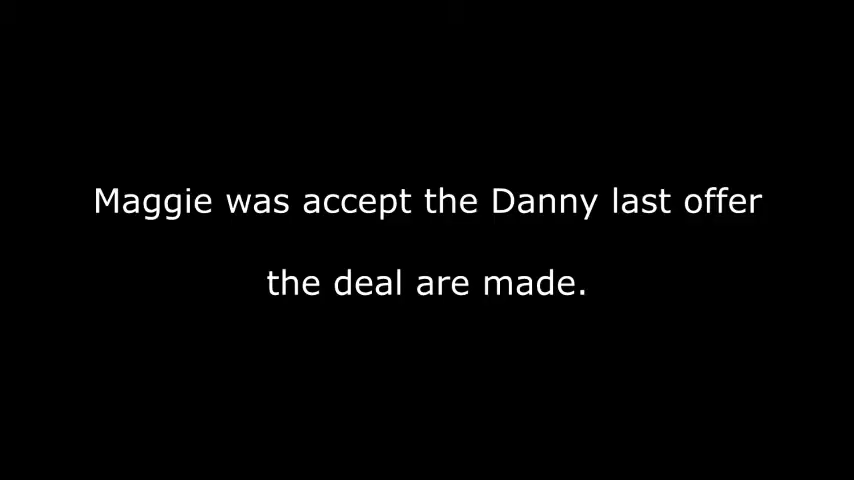 Maggie was accept the Danny last offer
the deal are made.